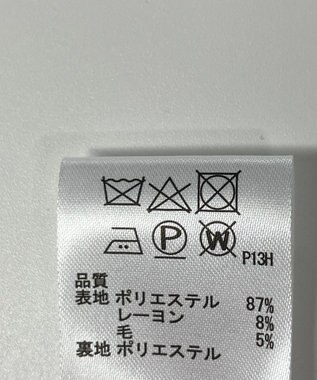 P W P13H
品質
表地 ポリエステル 87%
レーヨン 8%
毛 5%
裏地 ポリエステル